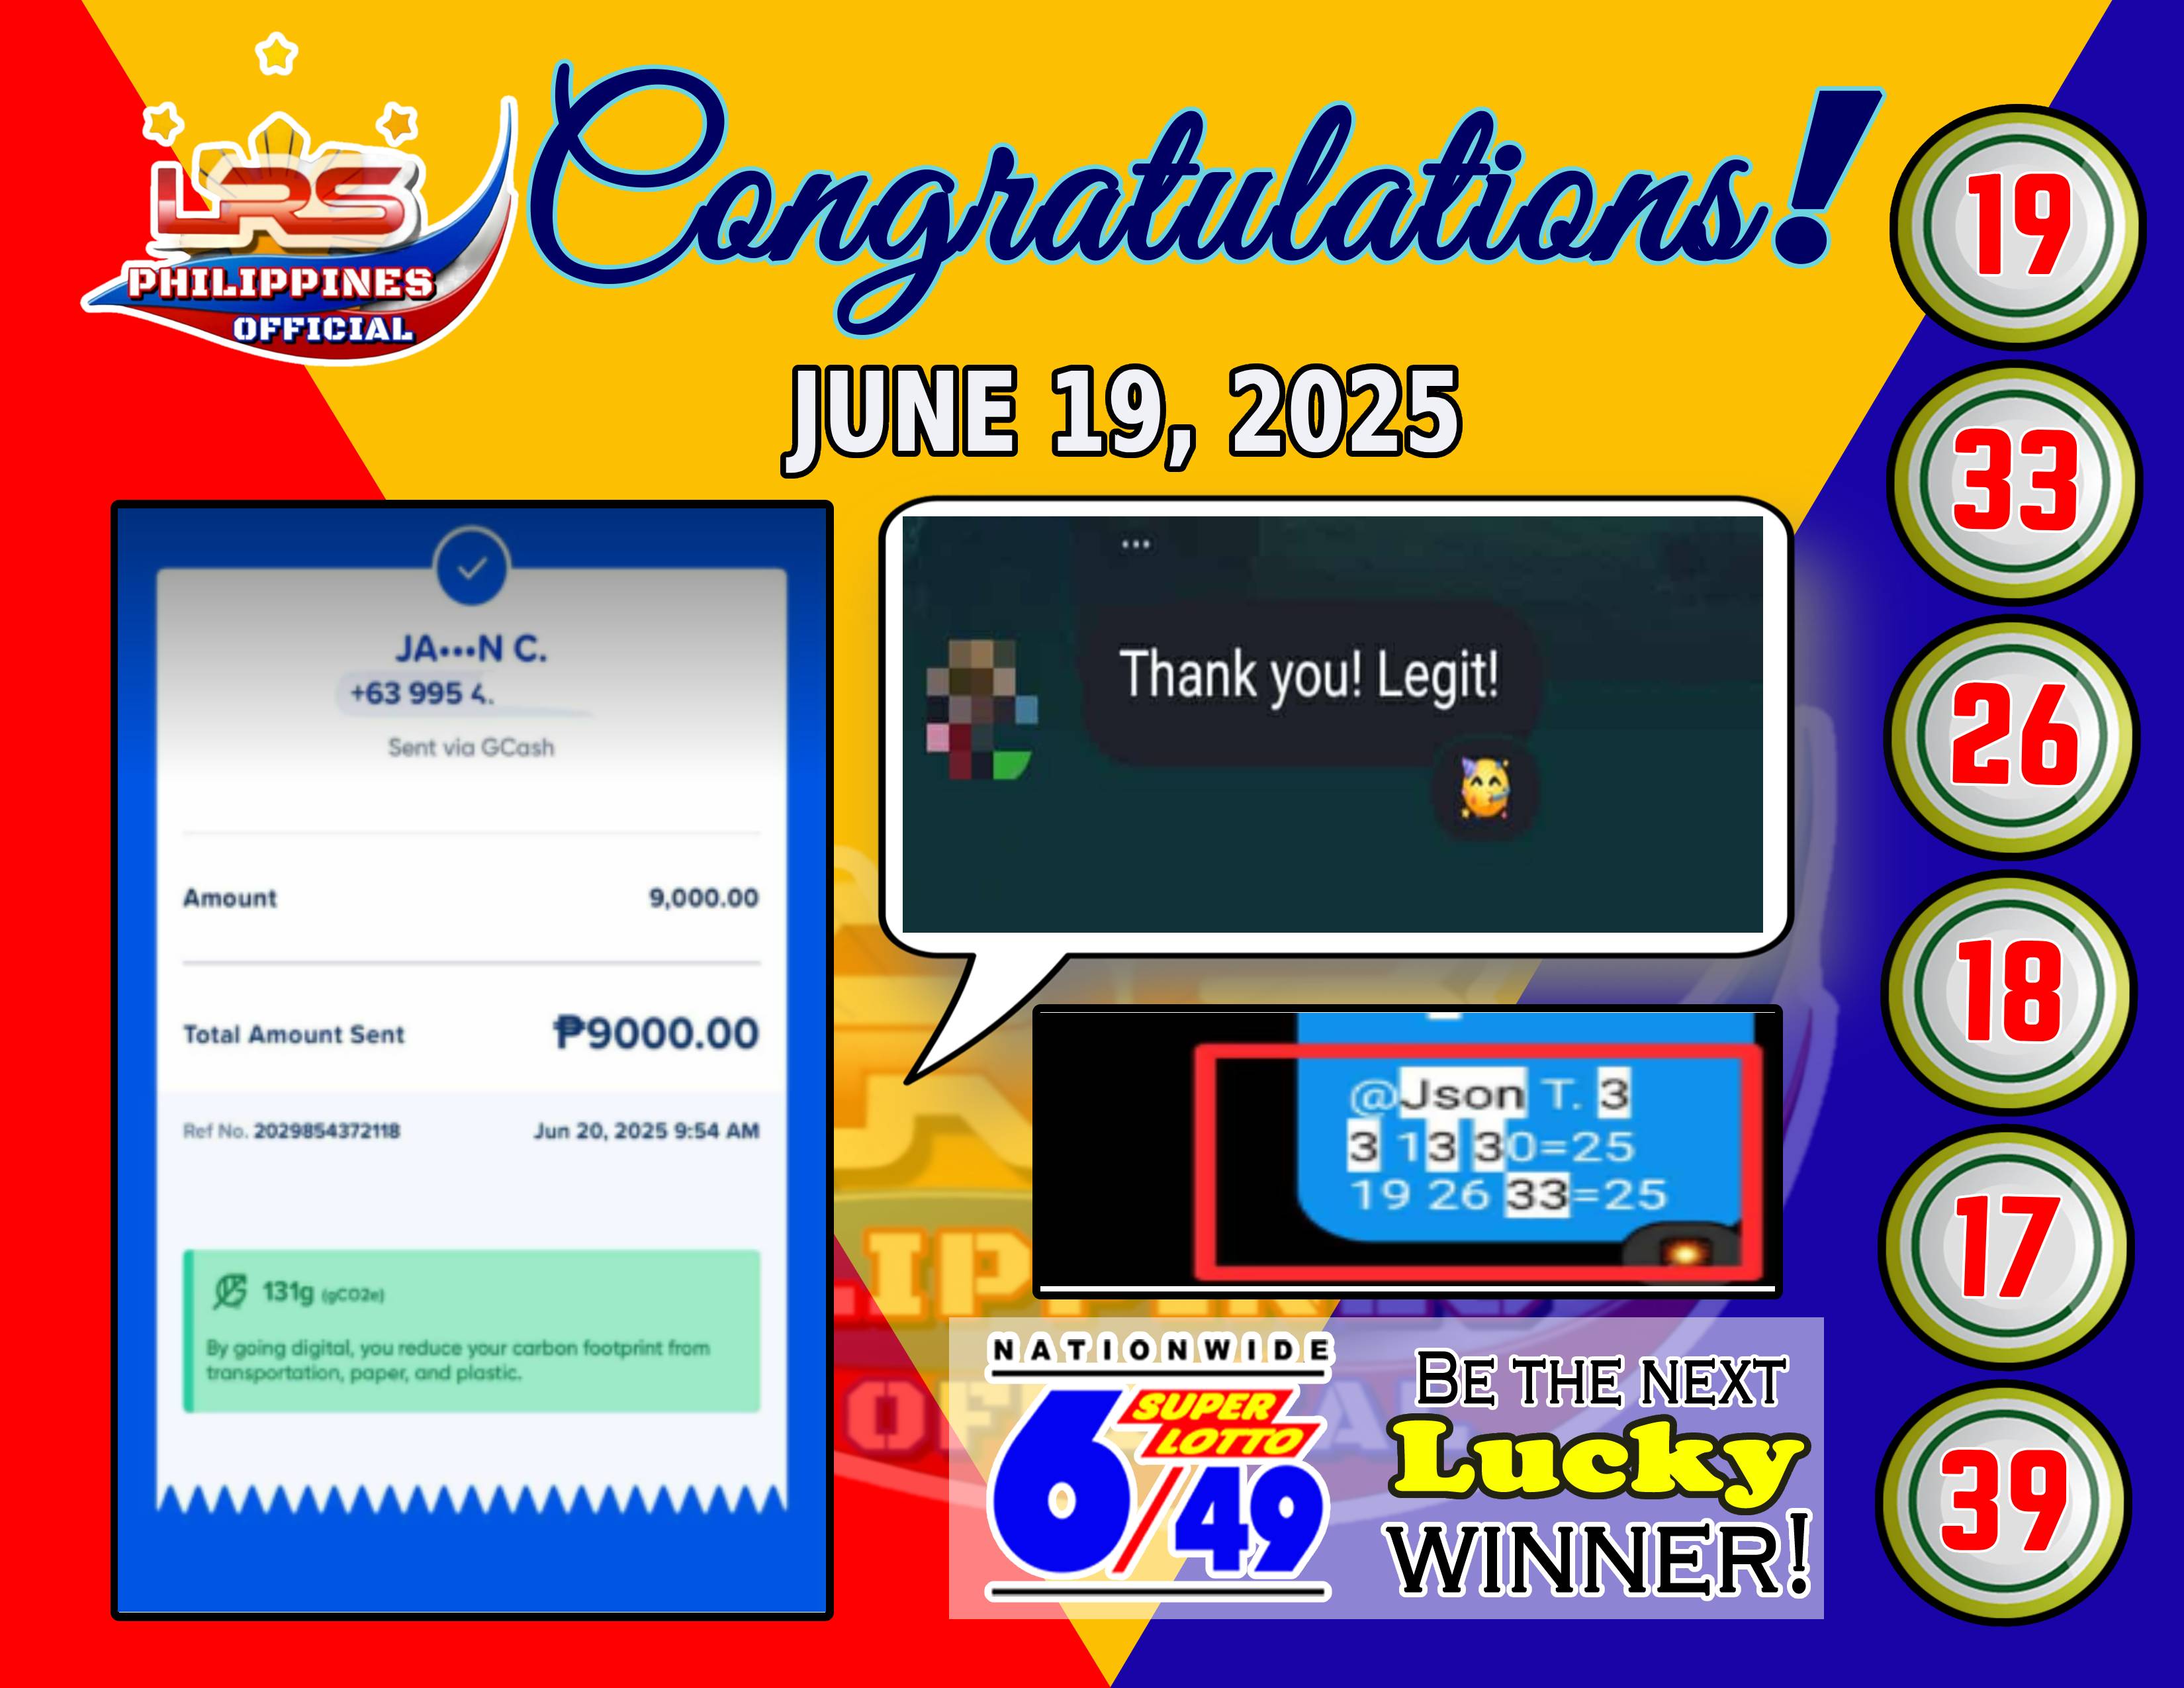 LRS
PHILIPPINES
OFFICIAL
Congratulations!
JUNE 19, 2025
JA•••N C.
+63 995 4.
Sent via GCash
Amount 9,000.00
Total Amount Sent ₱9000.00
Ref No. 2029854372118 Jun 20, 2025 9:54 AM
131g (gCO2e)
By going digital, you reduce your carbon footprint from
transportation, paper, and plastic.
...
Thank you! Legit!
@Json T. 3
3 13 30=25
19 26 33=25
NATIONWIDE
SUPER
LOTTO
6/49
BE THE NEXT
Lucky
WINNER!
19
33
26
18
17
39